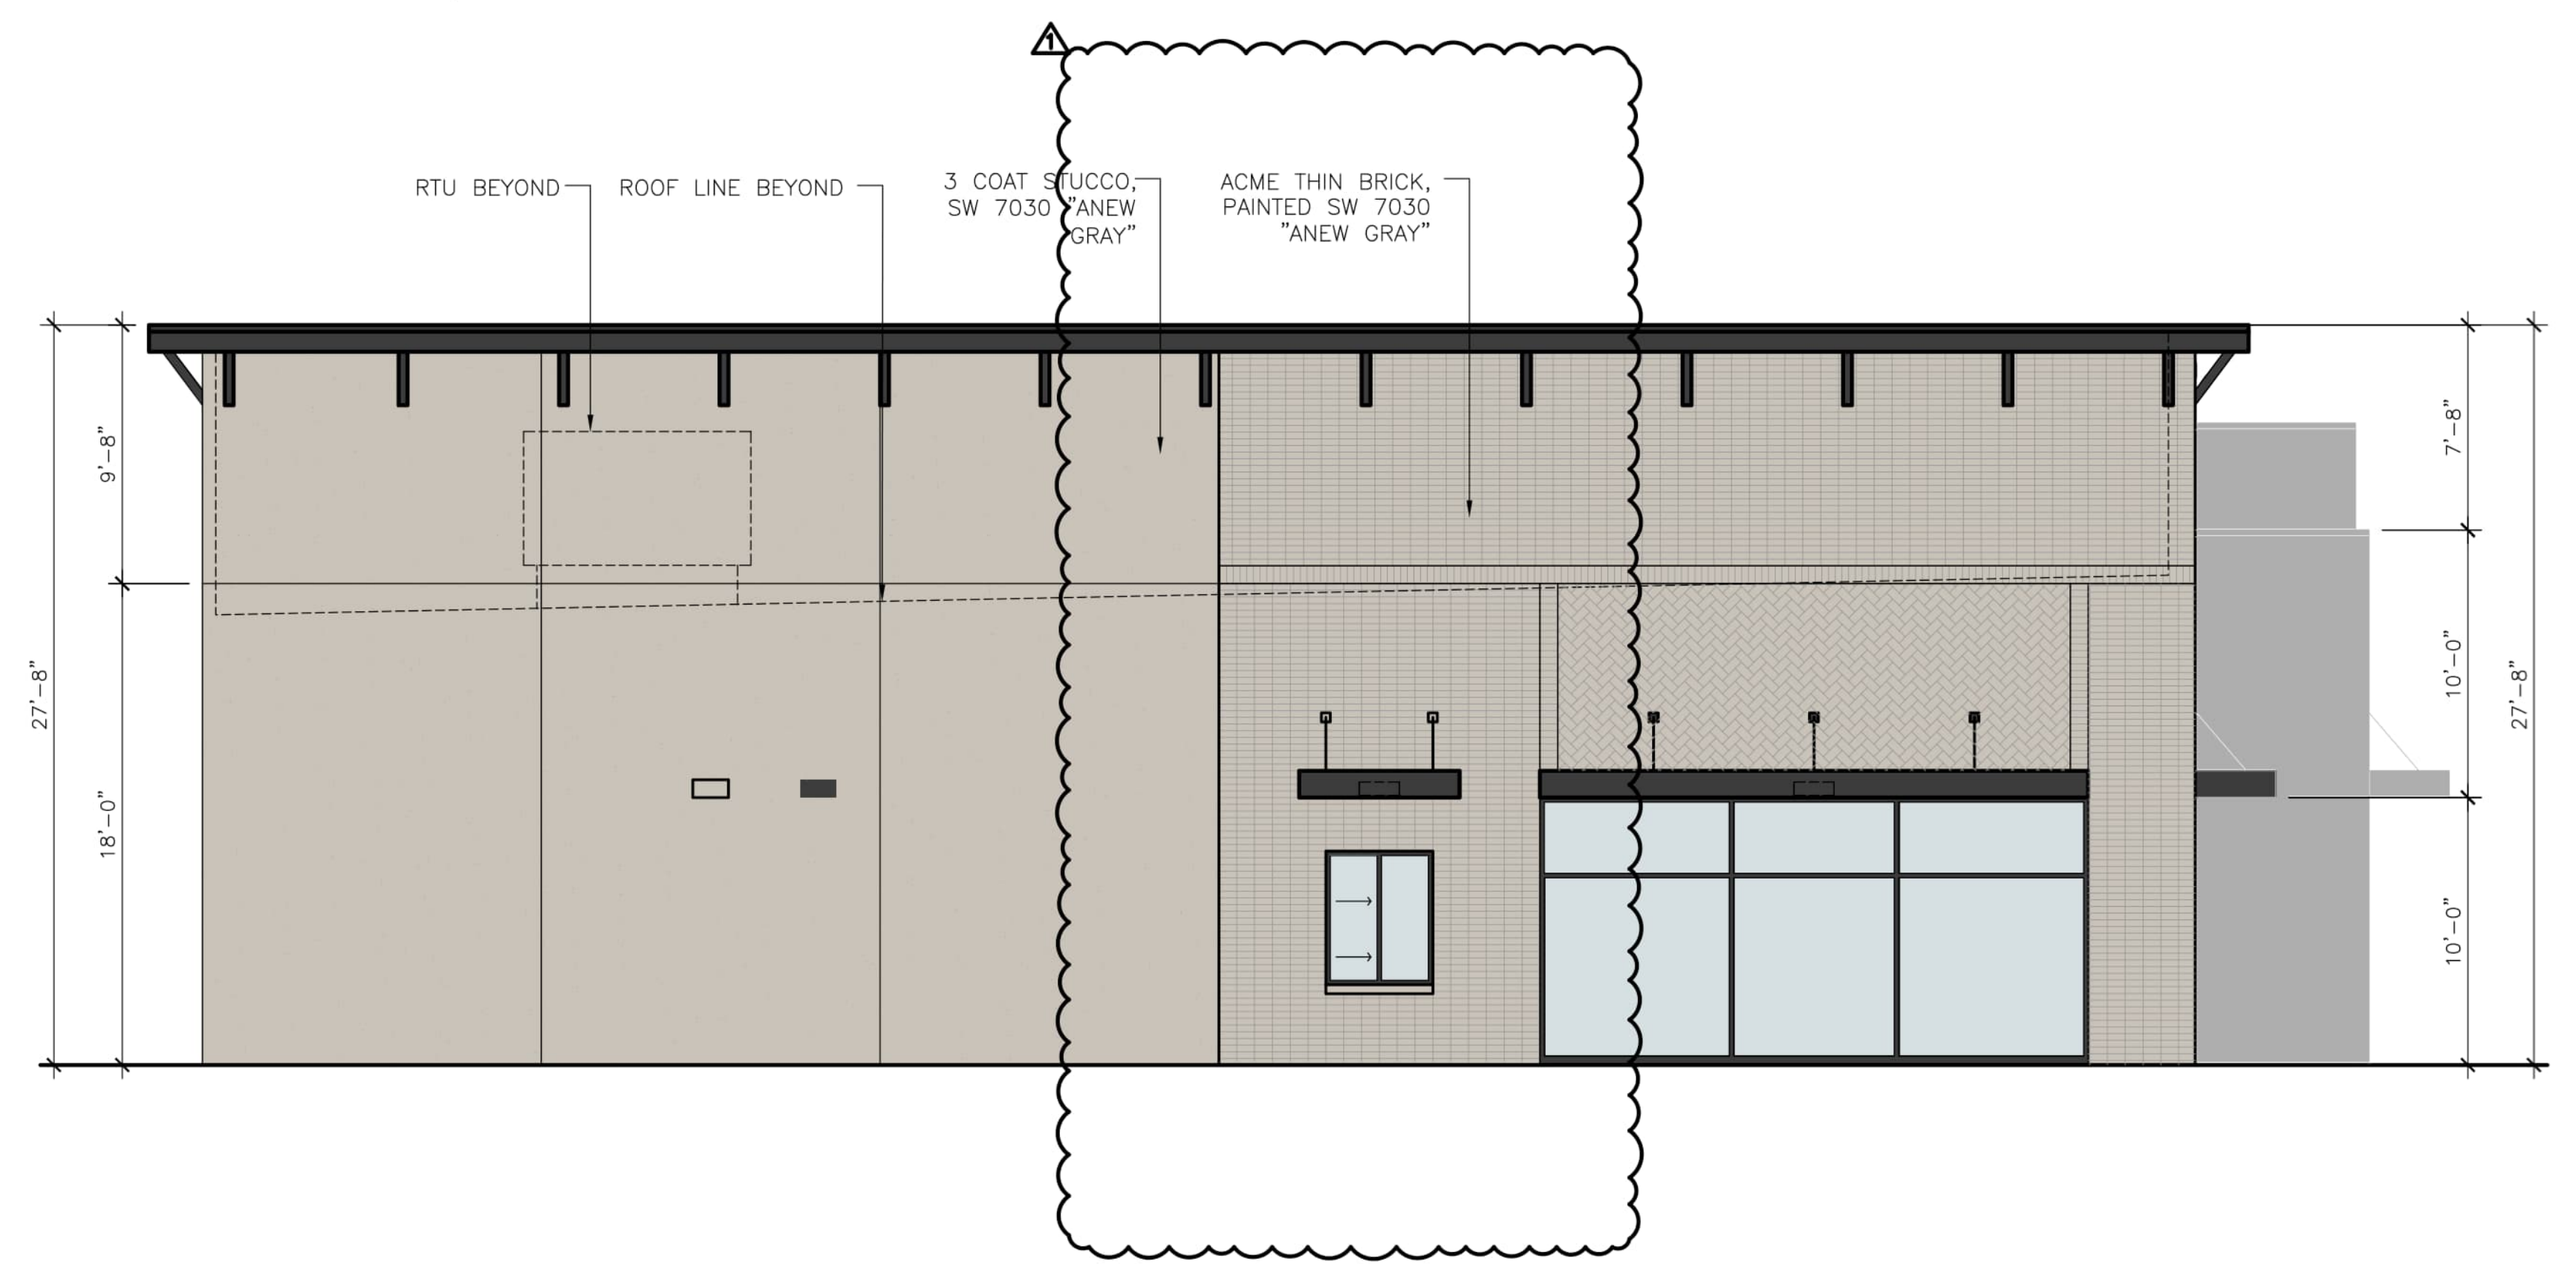 1
RTU BEYOND
ROOF LINE BEYOND
3 COAT STUCCO,
SW 7030 "ANEW
GRAY"
ACME THIN BRICK,
PAINTED SW 7030
"ANEW GRAY"
27'-8"
9'-8"
18'-0"
7'-8"
10'-0"
10'-0"
27'-8"